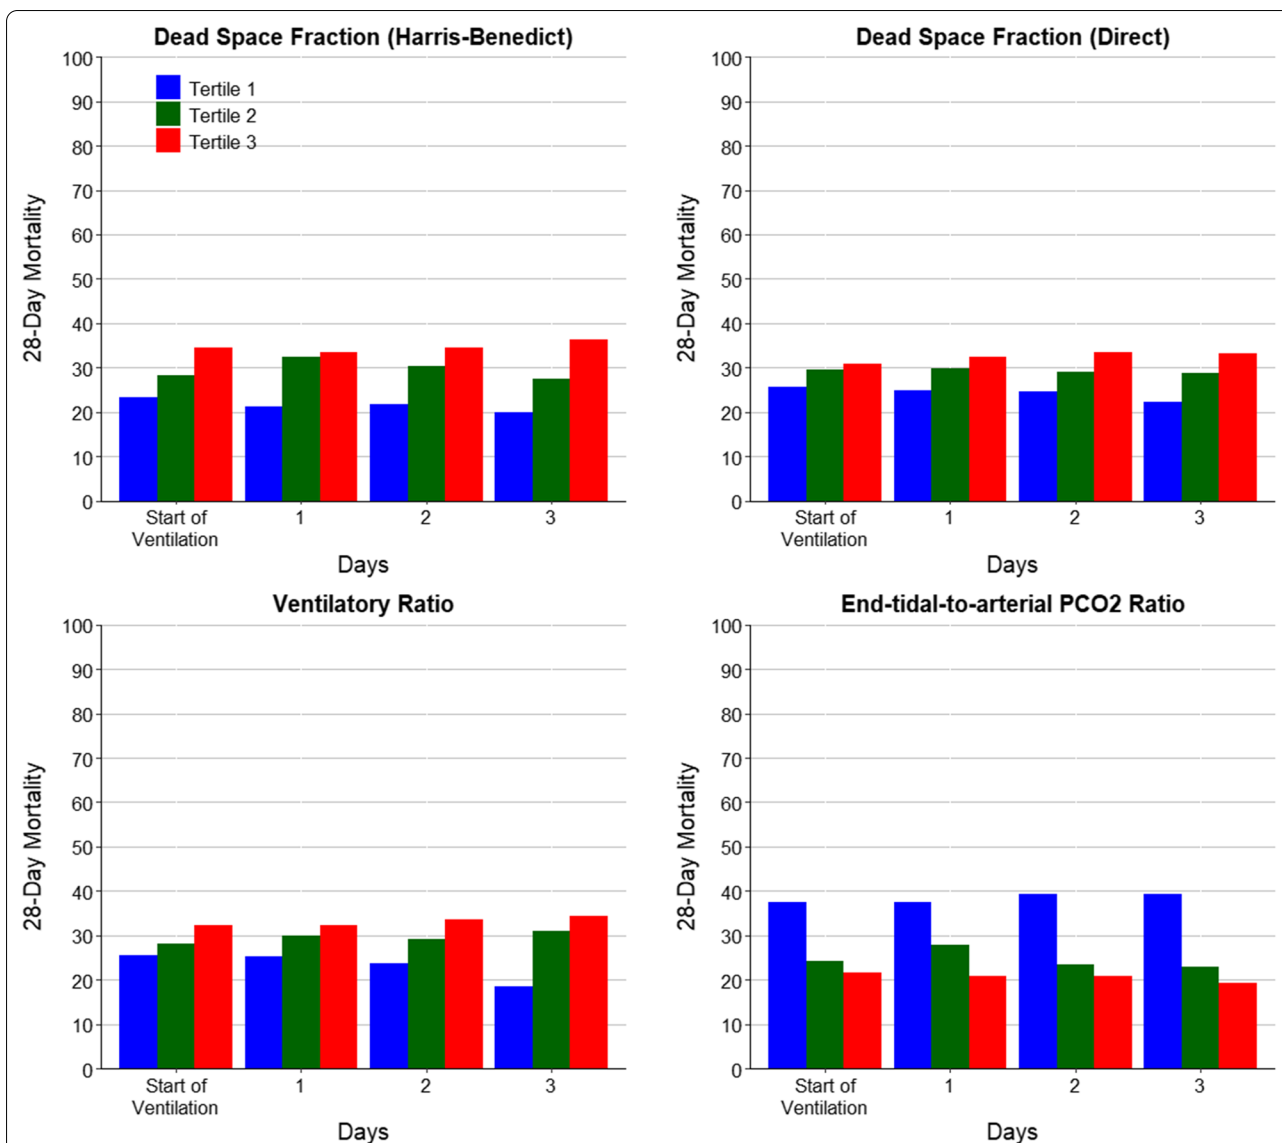 Dead Space Fraction (Harris-Benedict)
100
90
80
70
60
50
40
30
20
10
0
28-Day Mortality
Tertile 1
Tertile 2
Tertile 3
Start of
Ventilation
1
2
3
Days
Dead Space Fraction (Direct)
100
90
80
70
60
50
40
30
20
10
0
28-Day Mortality
Start of
Ventilation
1
2
3
Days
Ventilatory Ratio
100
90
80
70
60
50
40
30
20
10
0
28-Day Mortality
Start of
Ventilation
1
2
3
Days
End-tidal-to-arterial PCO2 Ratio
100
90
80
70
60
50
40
30
20
10
0
28-Day Mortality
Start of
Ventilation
1
2
3
Days